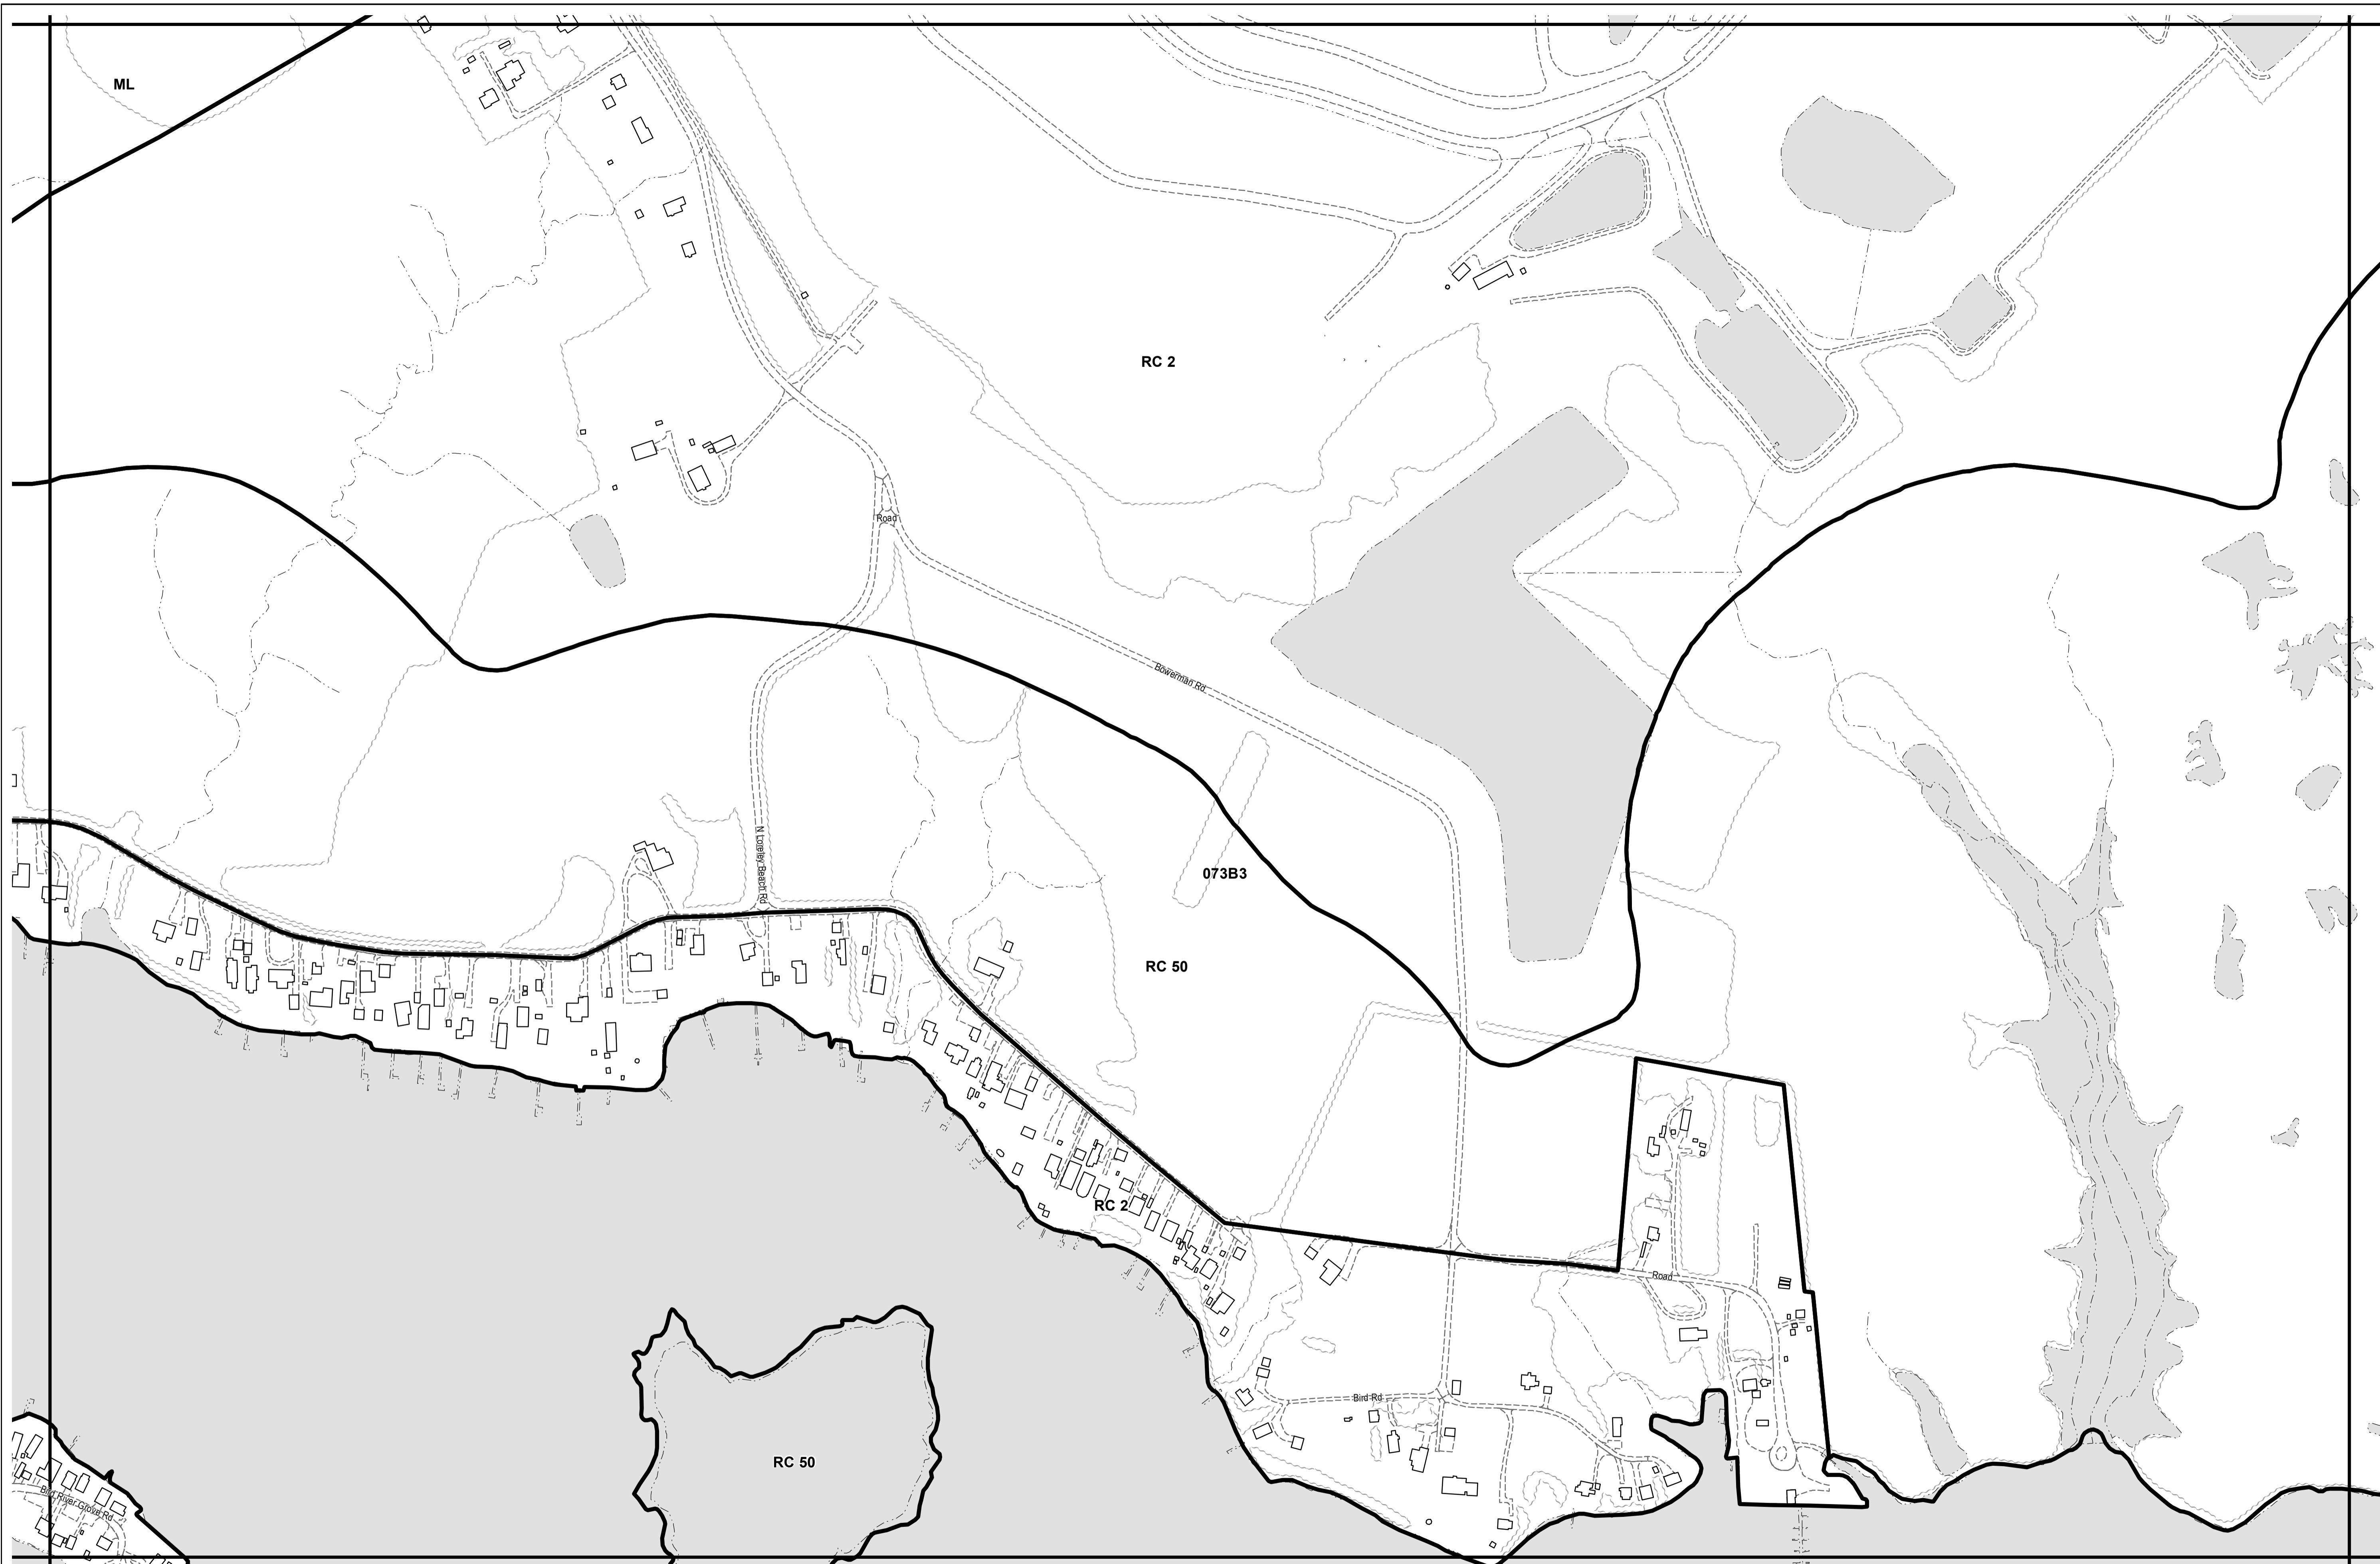 ML
RC 2
Road
Bowerman Rd
N Loreley Beach Rd
073B3
RC 50
RC 2
Road
Bird Rd
RC 50
Bird River Grove Rd